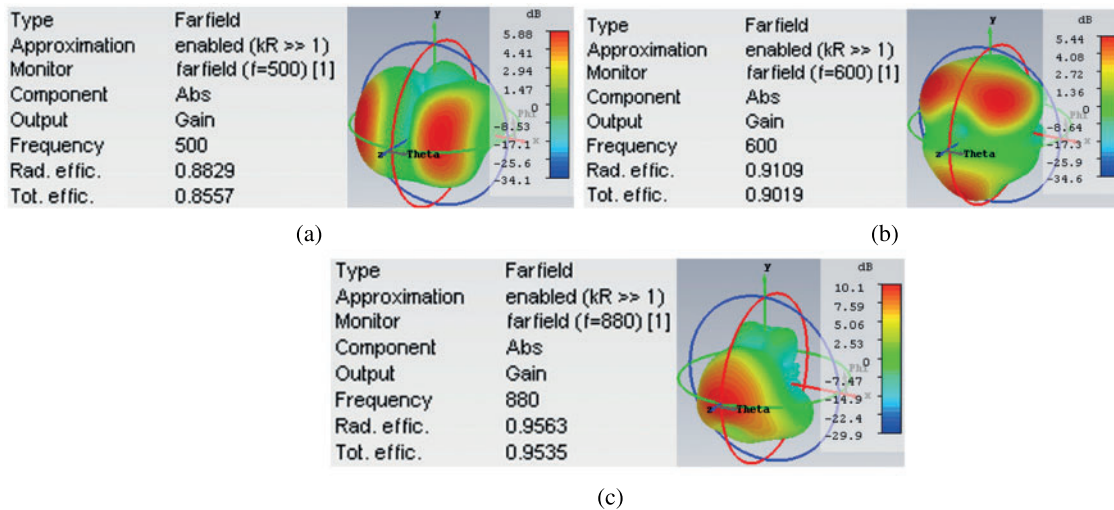 Type Farfield
Approximation enabled (kR >> 1)
Monitor farfield (f=500) [1]
Component Abs
Output Gain
Frequency 500
Rad. effic. 0.8829
Tot. effic. 0.8557
y
z
Theta
Phi
x
dB
5.88
4.41
2.94
1.47
0
-8.53
-17.1
-25.6
-34.1
(a)
Type Farfield
Approximation enabled (kR >> 1)
Monitor farfield (f=600) [1]
Component Abs
Output Gain
Frequency 600
Rad. effic. 0.9109
Tot. effic. 0.9019
y
z
Theta
Phi
x
dB
5.44
4.08
2.72
1.36
0
-8.64
-17.3
-25.9
-34.6
(b)
Type Farfield
Approximation enabled (kR >> 1)
Monitor farfield (f=880) [1]
Component Abs
Output Gain
Frequency 880
Rad. effic. 0.9563
Tot. effic. 0.9535
y
z
Theta
Phi
x
dB
10.1
7.59
5.06
2.53
0
-7.47
-14.9
-22.4
-29.9
(c)